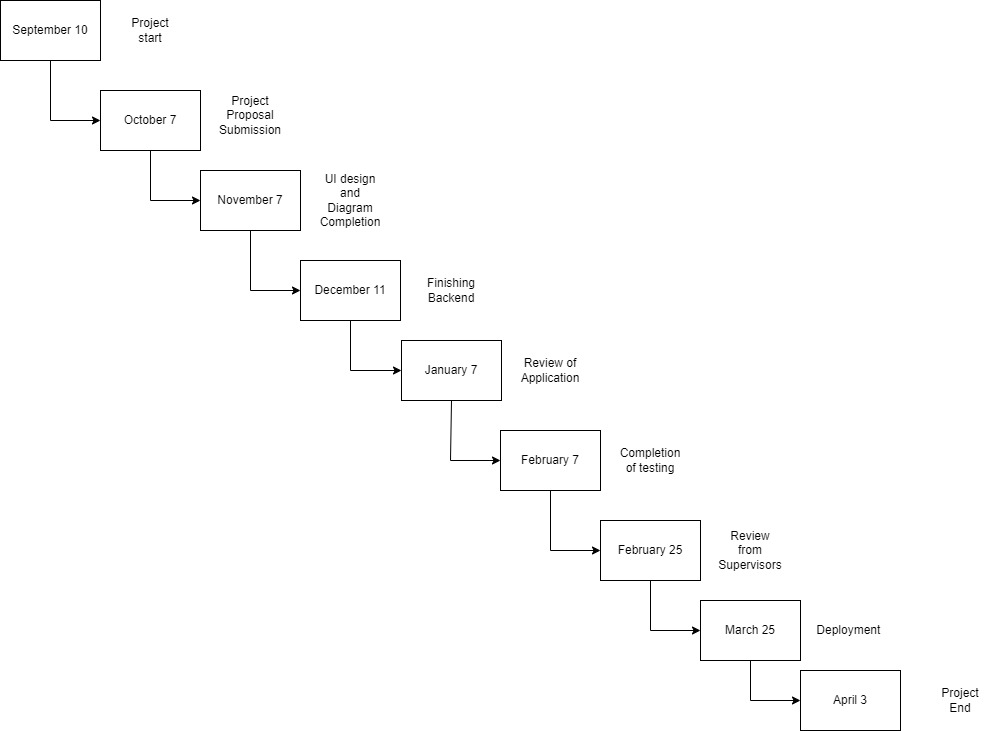 September 10
Project
start
October 7
Project
Proposal
Submission
November 7
UI design
and
Diagram
Completion
December 11
Finishing
Backend
January 7
Review of
Application
February 7
Completion
of testing
February 25
Review
from
Supervisors
March 25
Deployment
April 3
Project
End